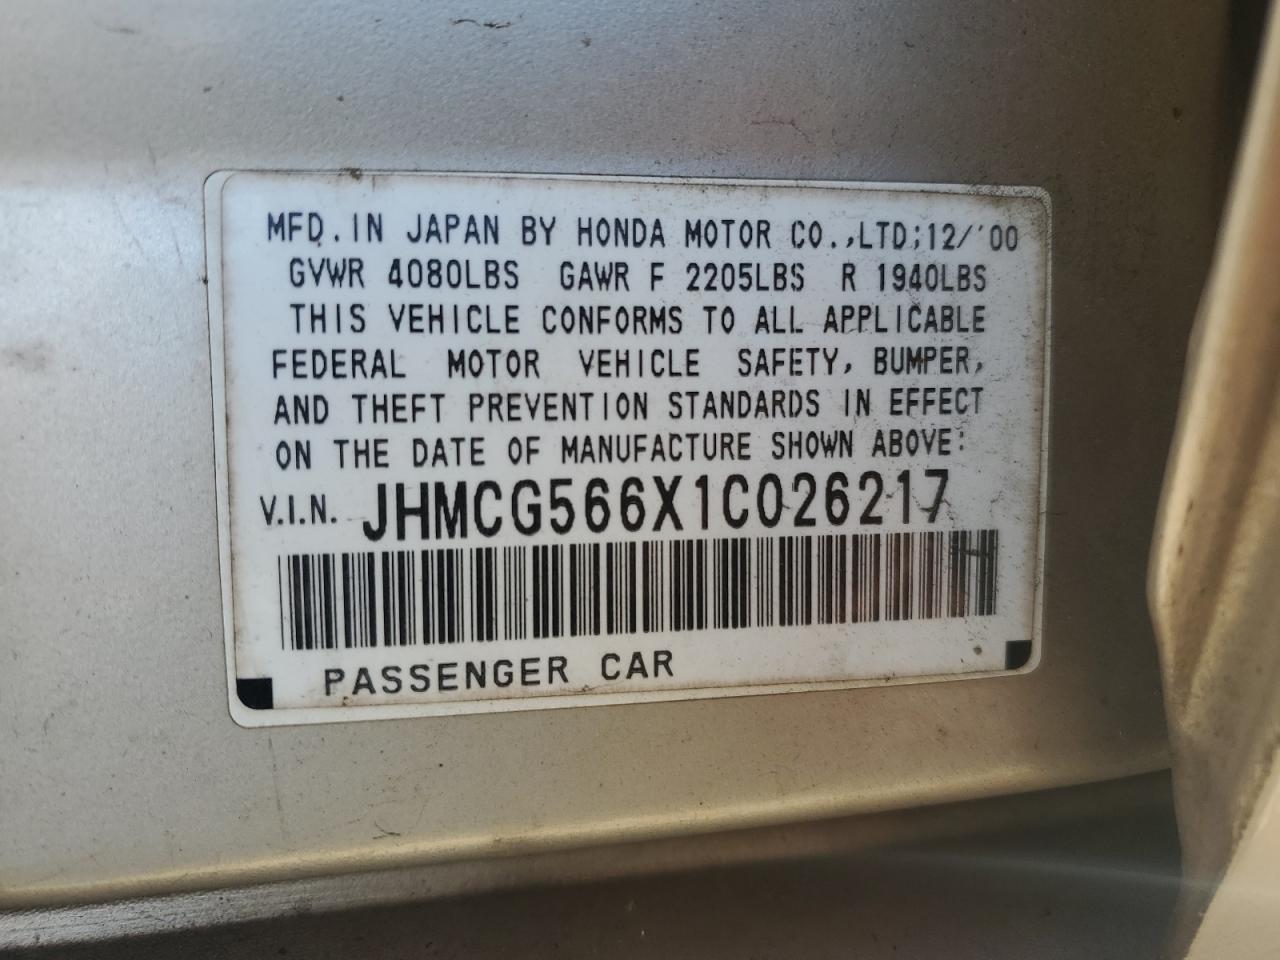 MFD. IN JAPAN BY HONDA MOTOR CO.,LTD;12/'00
GVWR 4080LBS GAWR F 2205LBS R 1940LBS
THIS VEHICLE CONFORMS TO ALL APPLICABLE
FEDERAL MOTOR VEHICLE SAFETY, BUMPER,
AND THEFT PREVENTION STANDARDS IN EFFECT
ON THE DATE OF MANUFACTURE SHOWN ABOVE:
V.I.N. JHMCG566X1C026217
PASSENGER CAR